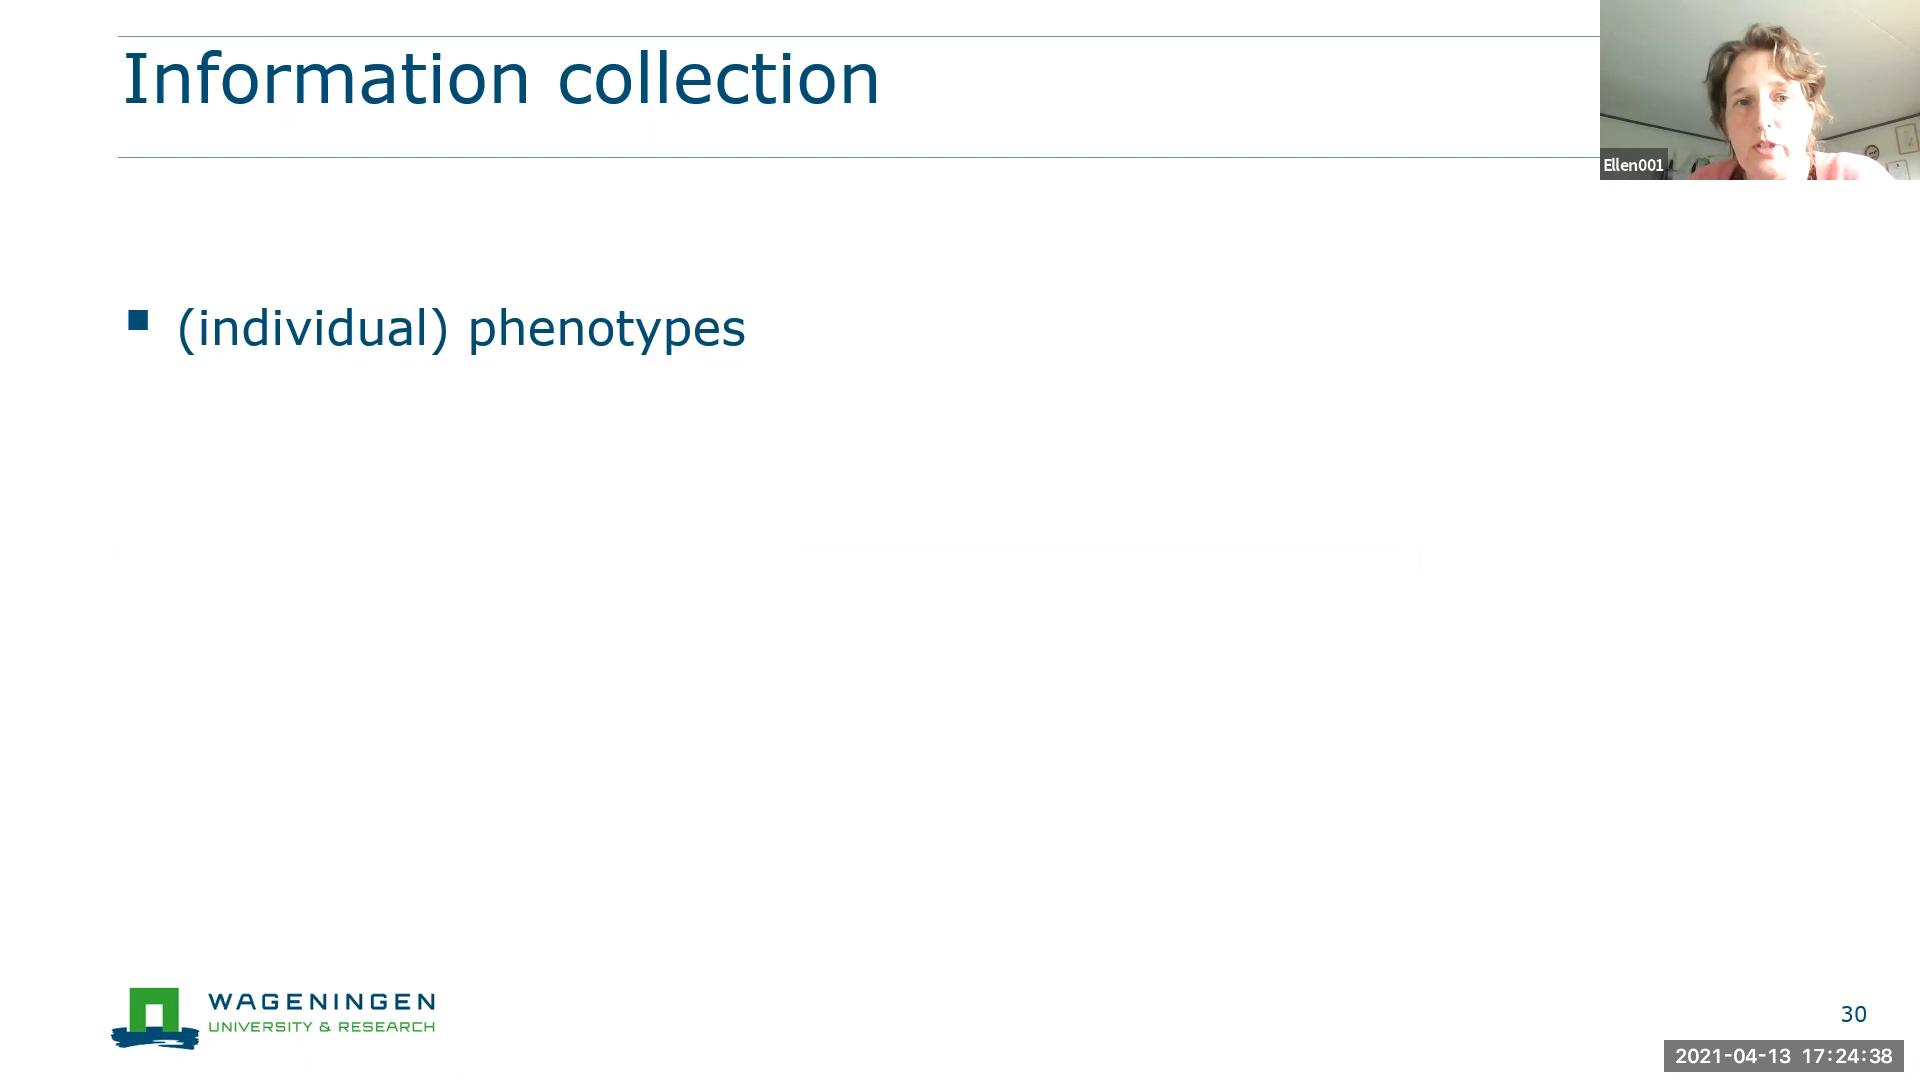 Information collection
Ellen001
▪ (individual) phenotypes
WAGENINGEN
UNIVERSITY & RESEARCH
30
2021-04-13 17:24:38